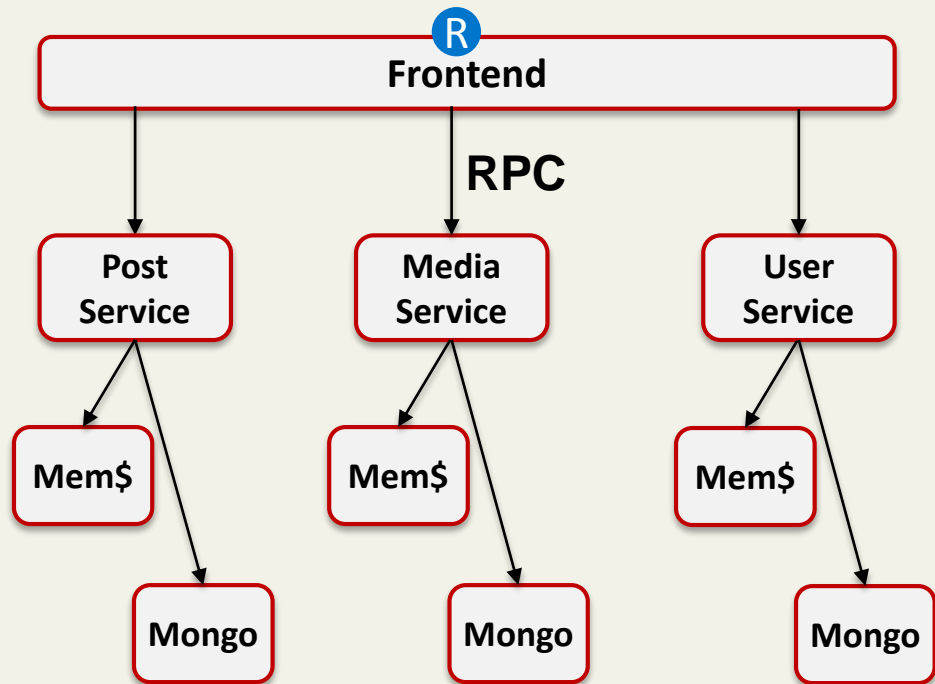 R
Frontend
RPC
Post
Service
Media
Service
User
Service
Mem$
Mem$
Mem$
Mongo
Mongo
Mongo